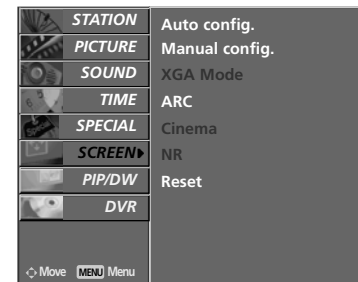 STATION
PICTURE
SOUND
TIME
SPECIAL
SCREEN
PIP/DW
DVR
Auto config.
Manual config.
XGA Mode
ARC
Cinema
NR
Reset
Move MENU Menu